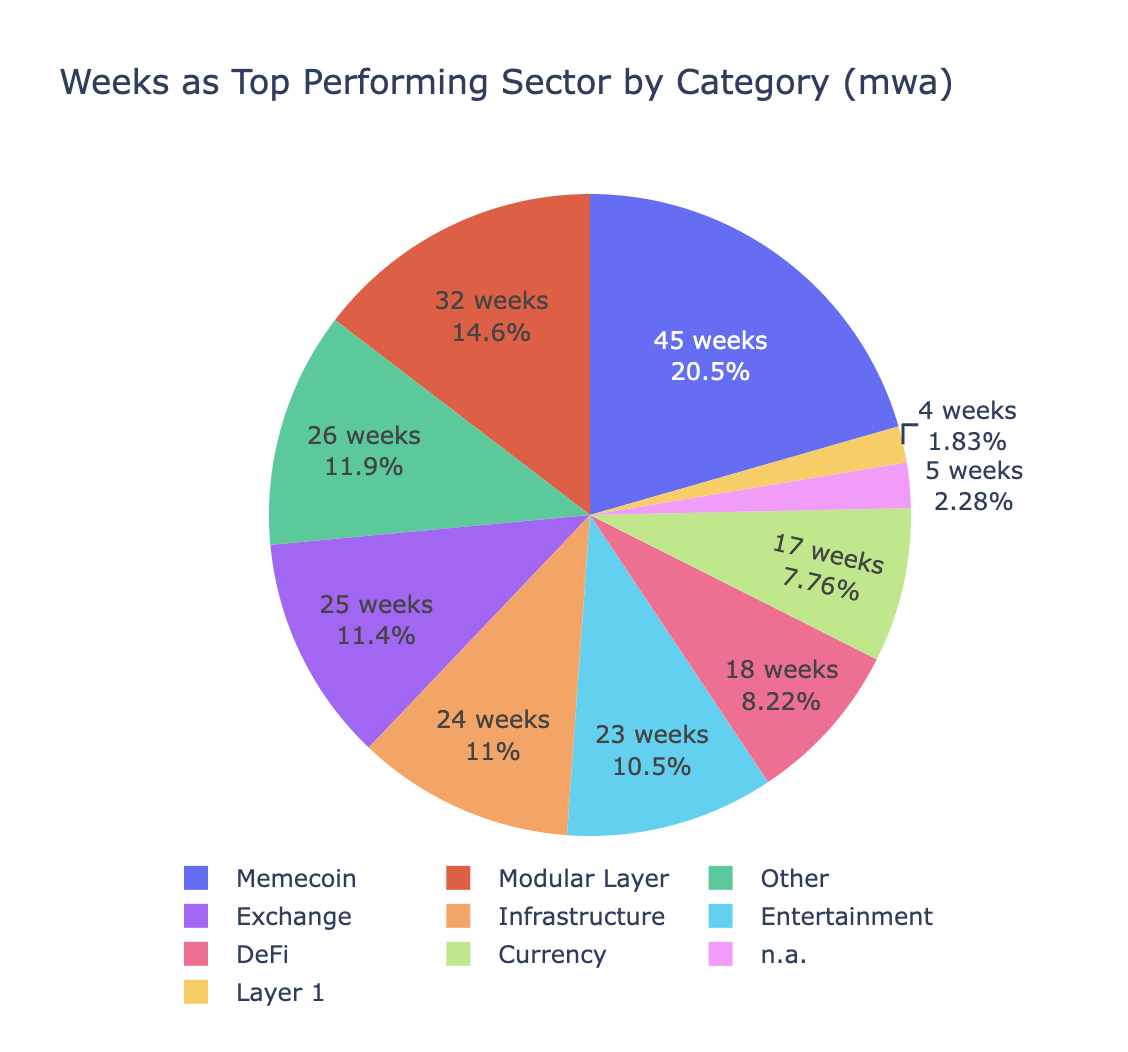 Weeks as Top Performing Sector by Category (mwa)
45 weeks
20.5%
4 weeks
1.83%
5 weeks
2.28%
17 weeks
7.76%
18 weeks
8.22%
23 weeks
10.5%
24 weeks
11%
25 weeks
11.4%
26 weeks
11.9%
32 weeks
14.6%
Memecoin
Modular Layer
Other
Exchange
Infrastructure
Entertainment
DeFi
Currency
n.a.
Layer 1